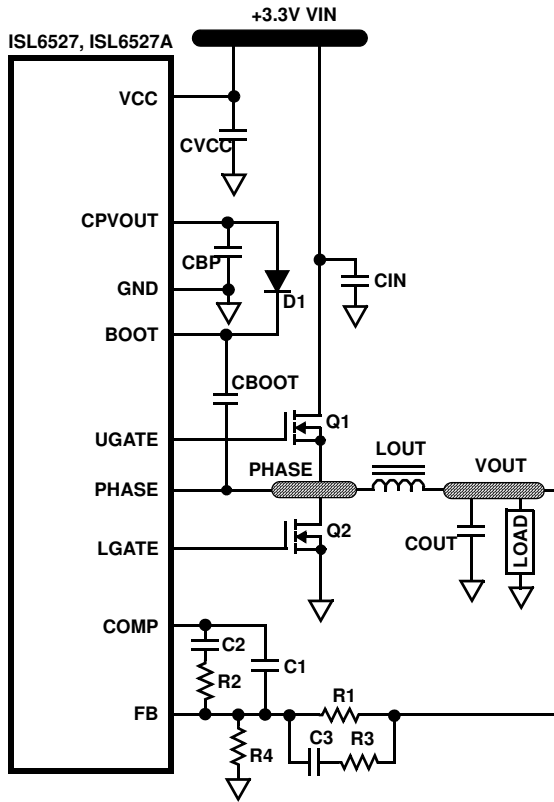 +3.3V VIN
ISL6527, ISL6527A
VCC
CVCC
CPVOUT
CBP
GND
D1
CIN
BOOT
CBOOT
Q1
UGATE
LOUT
PHASE
VOUT
PHASE
Q2
COUT
LOAD
LGATE
COMP
C2
C1
R2
R1
FB
C3
R3
R4